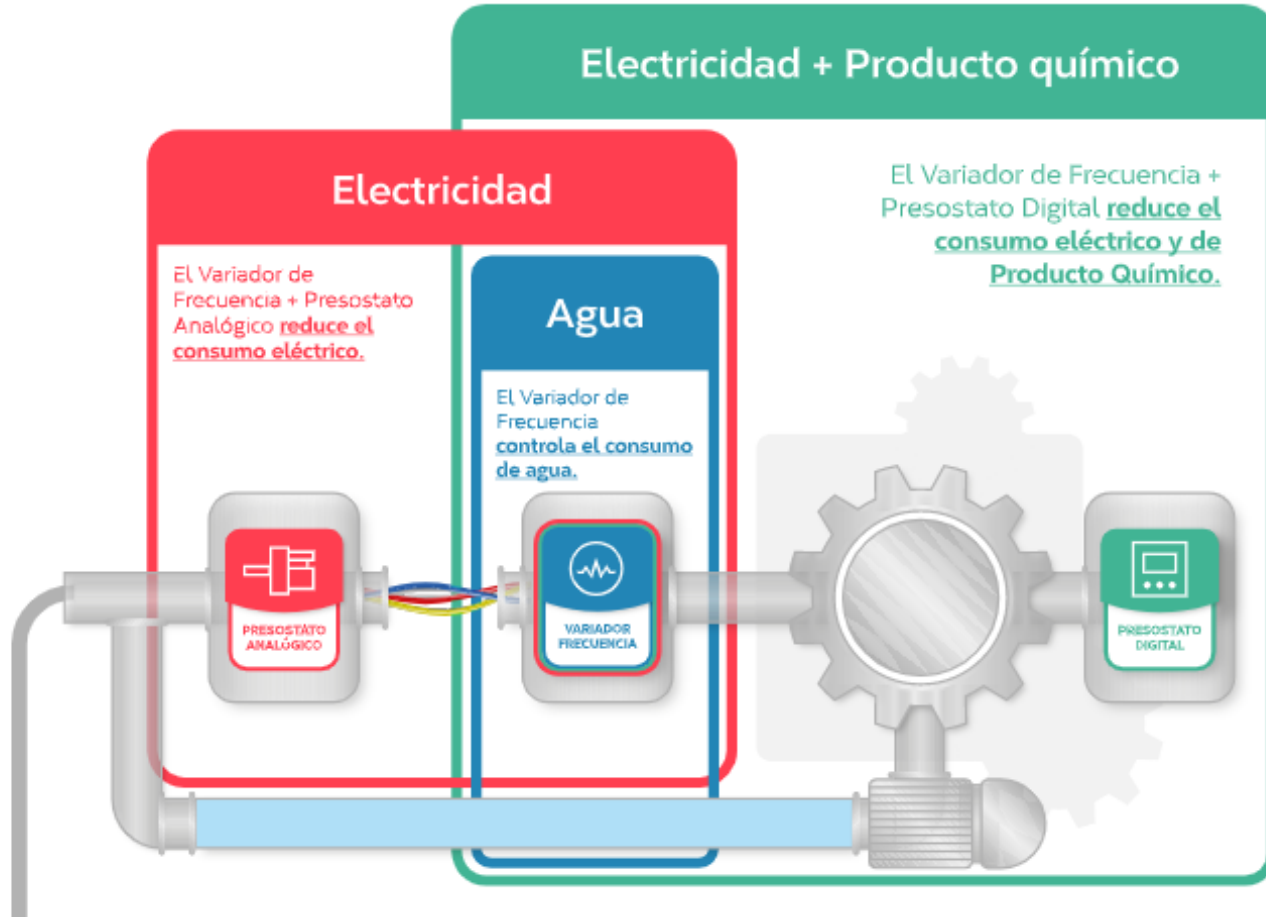 Electricidad + Producto químico
El Variador de Frecuencia +
Presostato Digital reduce el
consumo eléctrico y de
Producto Químico.
Electricidad
El Variador de
Frecuencia + Presostato
Analógico reduce el
consumo eléctrico.
Agua
El Variador de
Frecuencia
controla el consumo
de agua.
PRESOSTATO
ANALÓGICO
VARIADOR
FRECUENCIA
PRESOSTATO
DIGITAL